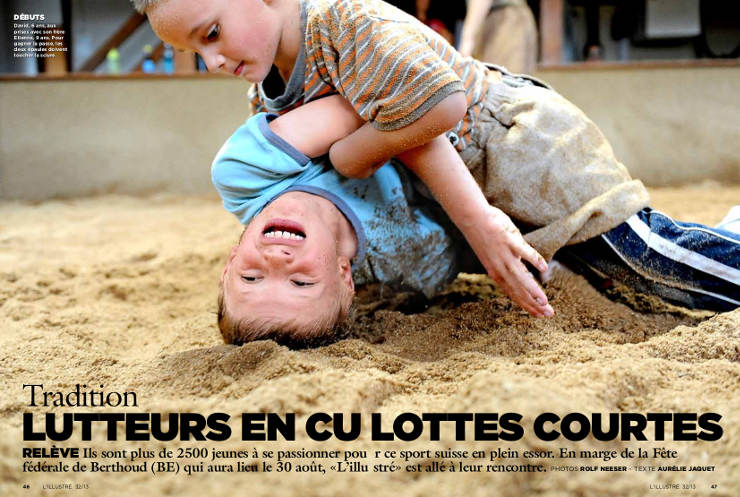 DÉBUTS
David, 6 ans, aux
prises avec son frère
Etienne, 9 ans. Pour
gagner la passe, les
deux épaules doivent
toucher la sciure.
Tradition
LUTTEURS EN CU LOTTES COURTES
RELÈVE Ils sont plus de 2500 jeunes à se passionner pou r ce sport suisse en plein essor. En marge de la Fête
fédérale de Berthoud (BE) qui aura lieu le 30 août, «L'illu stré» est allé à leur rencontre. PHOTOS ROLF NEESER - TEXTE AURÉLIE JAQUET
46 L'ILLUSTRÉ 32/13
L'ILLUSTRÉ 32/13 47